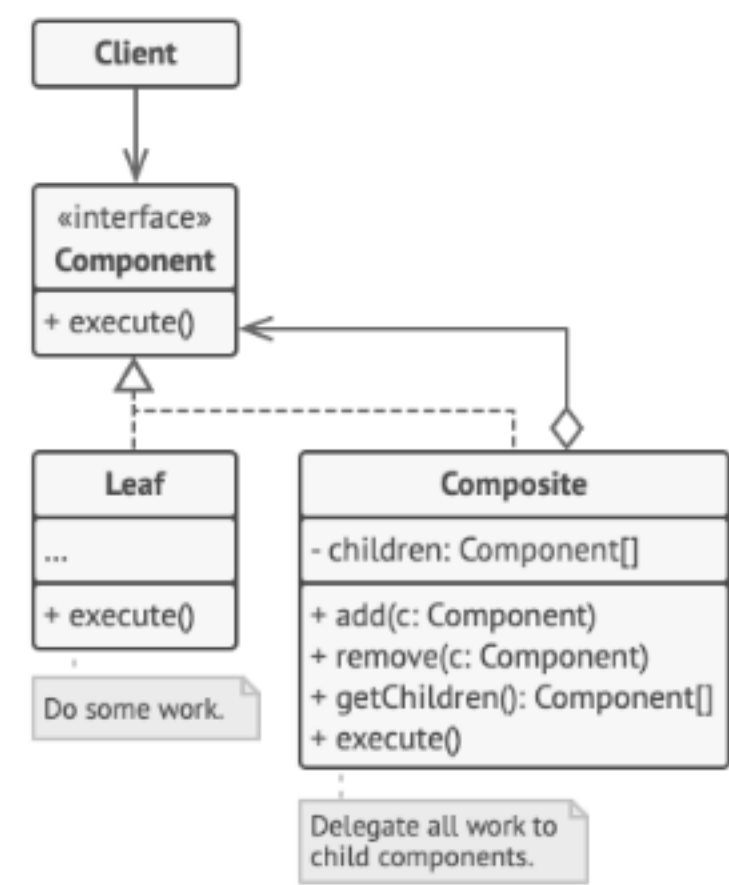 Client
«interface»
Component
+ execute()
Leaf
...
+ execute()
Do some work.
Composite
- children: Component[]
+ add(c: Component)
+ remove(c: Component)
+ getChildren(): Component[]
+ execute()
Delegate all work to
child components.